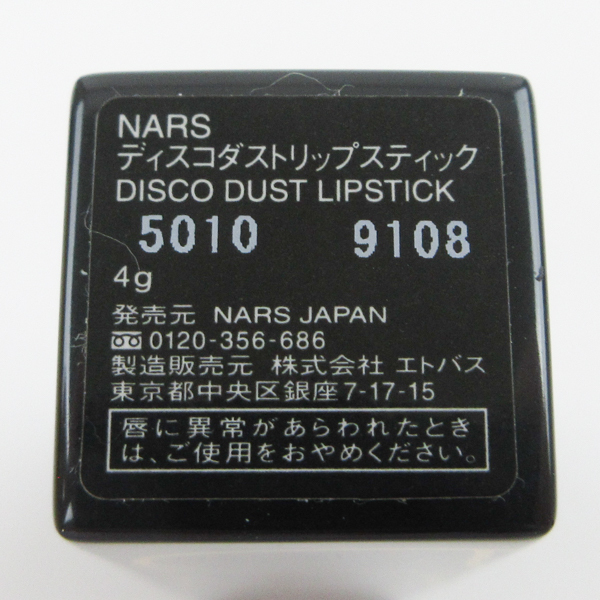 NARS
ディスコダストリップスティック
DISCO DUST LIPSTICK
5010 9108
4g
発売元 NARS JAPAN
0120-356-686
製造販売元 株式会社 エトバス
東京都中央区銀座7-17-15
唇に異常があらわれたとき
は、ご使用をおやめください。